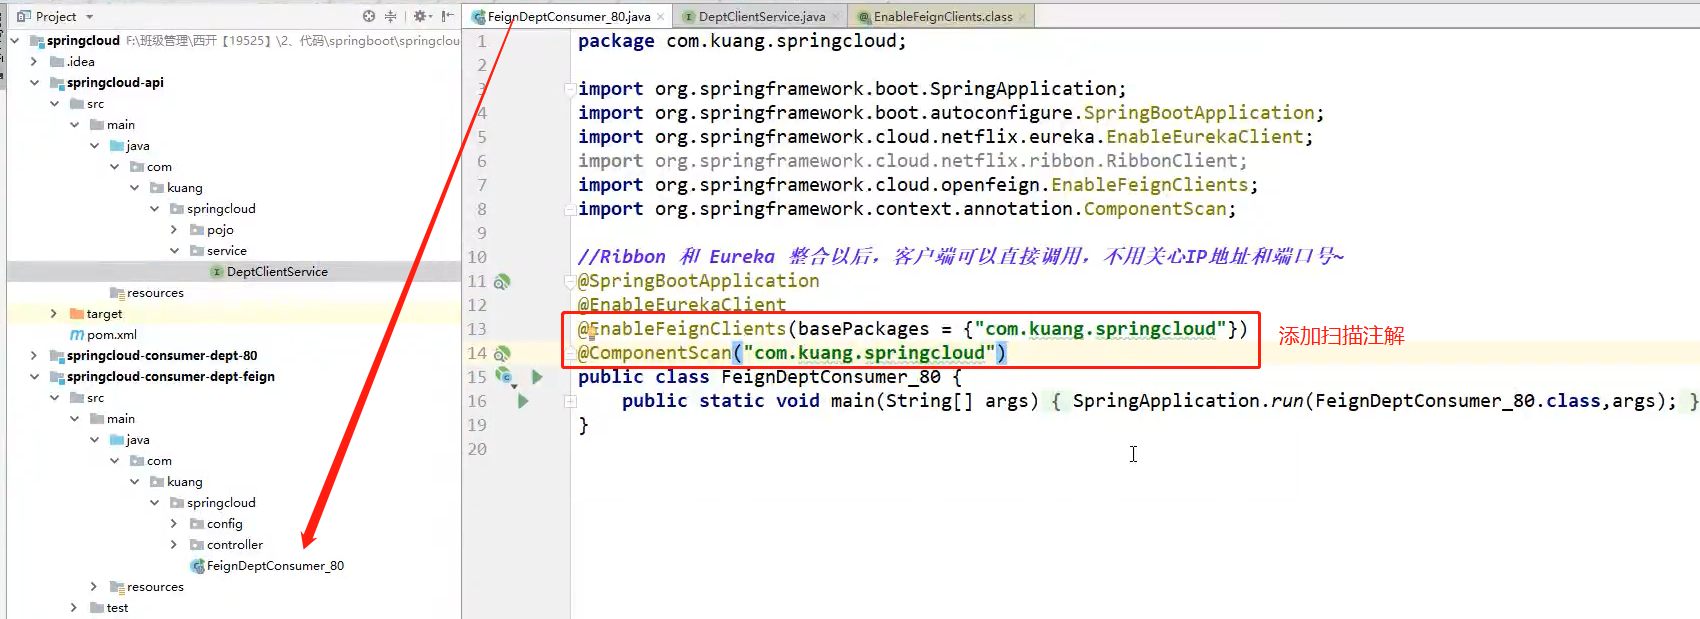 Project
springcloud F:\班级管理\西开【19525】\2、代码\springboot\springclou
.idea
springcloud-api
src
main
java
com
kuang
springcloud
pojo
service
DeptClientService
resources
target
pom.xml
springcloud-consumer-dept-80
springcloud-consumer-dept-feign
src
main
java
com
kuang
springcloud
config
controller
FeignDeptConsumer_80
resources
test
FeignDeptConsumer_80.java
DeptClientService.java
EnableFeignClients.class
1 package com.kuang.springcloud;
2
3 import org.springframework.boot.SpringApplication;
4 import org.springframework.boot.autoconfigure.SpringBootApplication;
5 import org.springframework.cloud.netflix.eureka.EnableEurekaClient;
6 import org.springframework.cloud.netflix.ribbon.RibbonClient;
7 import org.springframework.cloud.openfeign.EnableFeignClients;
8 import org.springframework.context.annotation.ComponentScan;
9
10 //Ribbon 和 Eureka 整合以后，客户端可以直接调用，不用关心IP地址和端口号~
11 @SpringBootApplication
12 @EnableEurekaClient
13 @EnableFeignClients(basePackages = {"com.kuang.springcloud"})
14 @ComponentScan("com.kuang.springcloud")
添加扫描注解
15 public class FeignDeptConsumer_80 {
16 public static void main(String[] args) { SpringApplication.run(FeignDeptConsumer_80.class,args); }
19 }
20